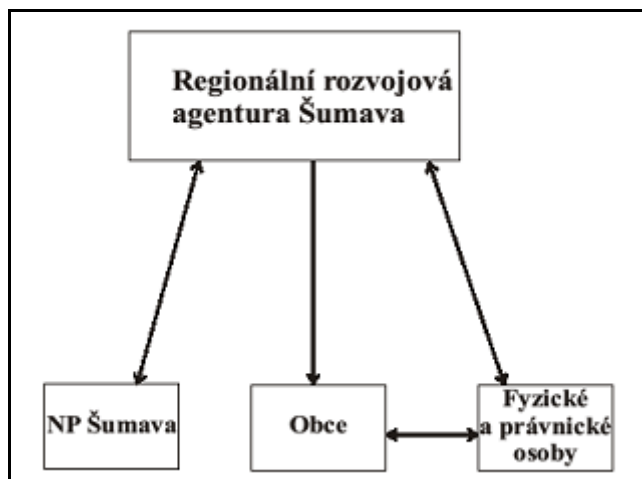 Regionální rozvojová
agentura Šumava
NP Šumava
Obce
Fyzické
a právnické
osoby